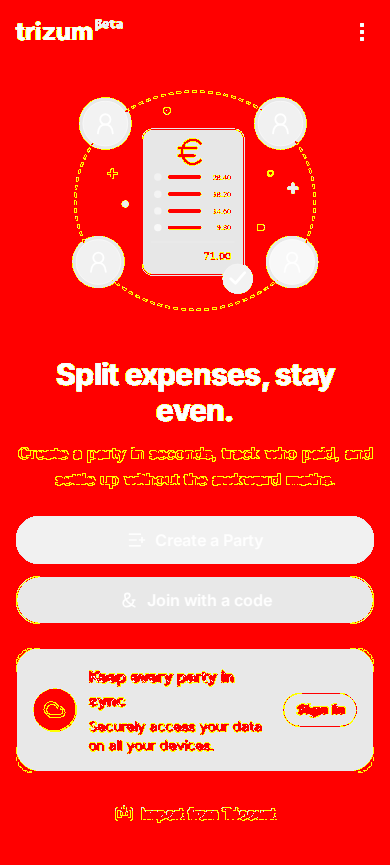 trizum Beta
€
71.00
Split expenses, stay
even.
Create a party in seconds, track who paid, and
settle up without the awkward maths.
Create a Party
& Join with a code
Keep every party in
sync
Securely access your data
on all your devices.
Sign in
Import from Tricount